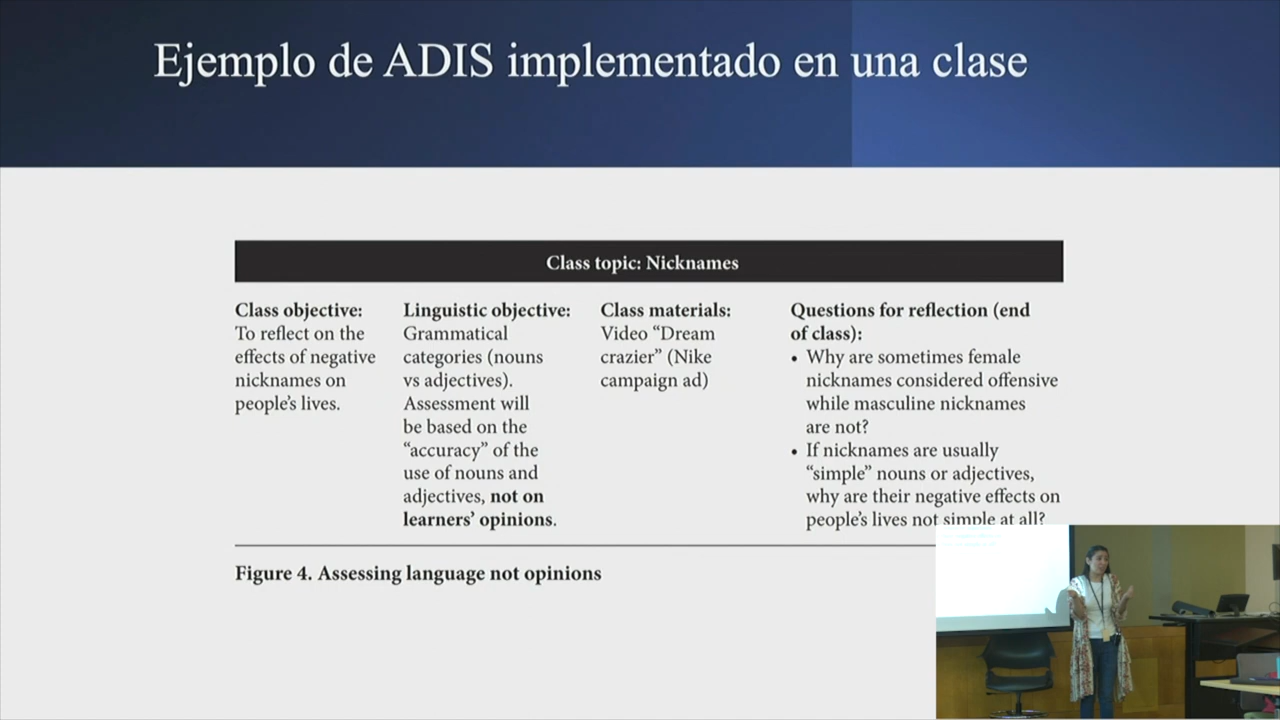 Ejemplo de ADIS implementado en una clase
Class topic: Nicknames
Class objective:
To reflect on the
effects of negative
nicknames on
people's lives.
Linguistic objective:
Grammatical
categories (nouns
vs adjectives).
Assessment will
be based on the
“accuracy” of the
use of nouns and
adjectives, not on
learners' opinions.
Class materials:
Video “Dream
crazier” (Nike
campaign ad)
Questions for reflection (end
of class):
• Why are sometimes female
nicknames considered offensive
while masculine nicknames
are not?
• If nicknames are usually
“simple” nouns or adjectives,
why are their negative effects on
people's lives not simple at all?
Figure 4. Assessing language not opinions